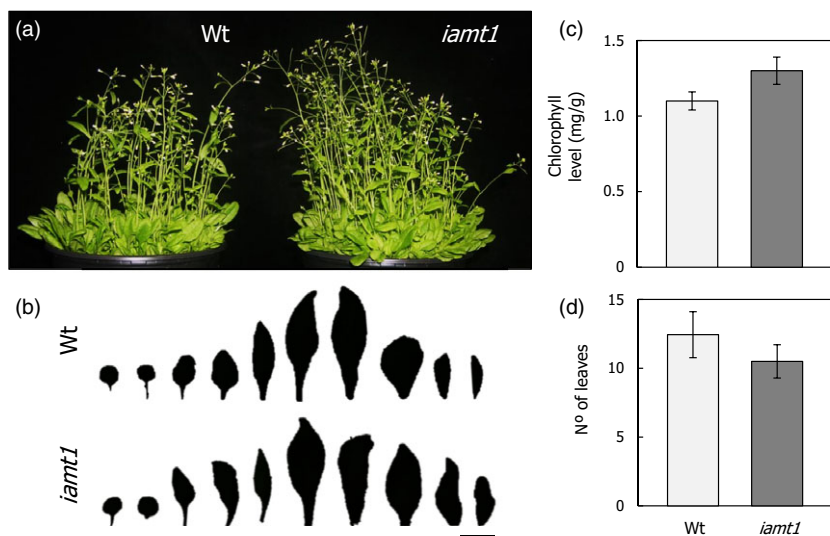 (a)
Wt
iamt1
(b)
Wt
iamt1
(c)
1.5
1.0
0.5
0
Chlorophyll
level (mg/g)
(d)
15
10
5
0
Nº of leaves
Wt
iamt1